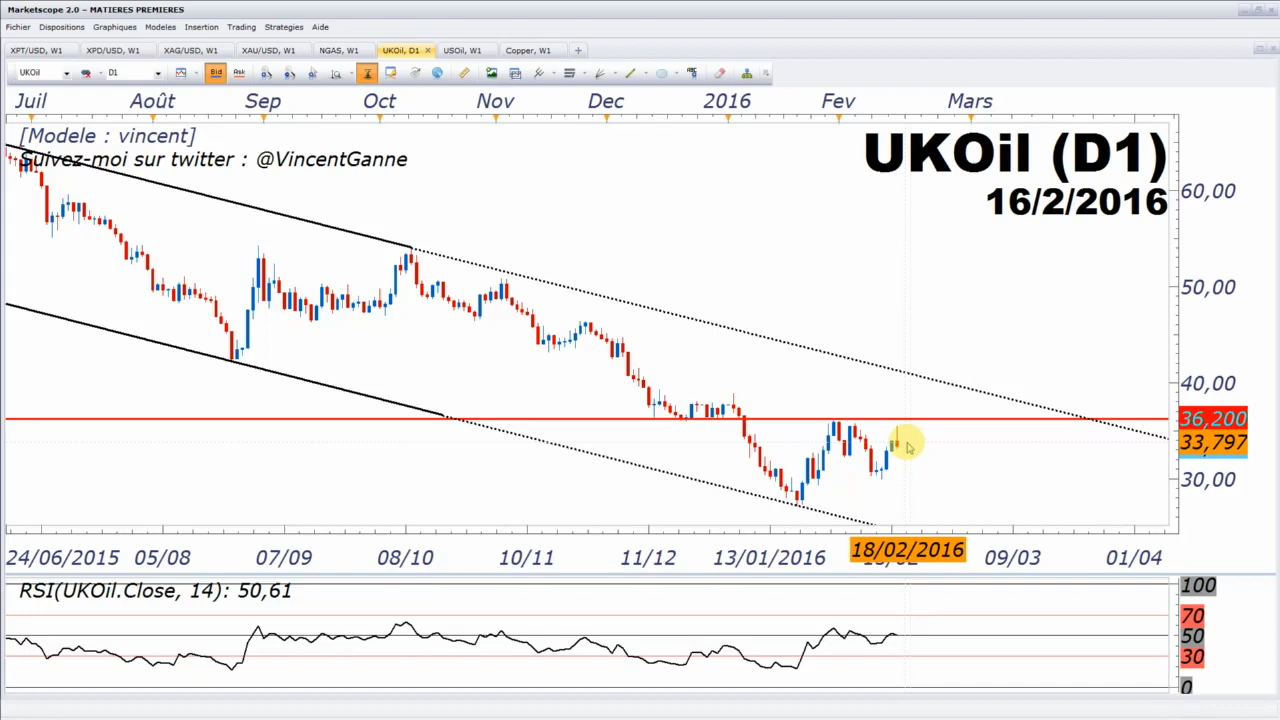 Marketscope 2.0 – MATIERES PREMIERES
Fichier Dispositions Graphiques Modeles Insertion Trading Strategies Aide
XPT/USD, W1 XPD/USD, W1 XAG/USD, W1 XAU/USD, W1 NGAS, W1 UKOil, D1 USOil, W1 Copper, W1
UKOil D1 Bid Ask
Juil Août Sep Oct Nov Dec 2016 Fev Mars
[Modele : vincent]
Suivez-moi sur twitter : @VincentGanne
UKOil (D1)
16/2/2016
60,00
50,00
40,00
36,200
33,797
30,00
24/06/2015 05/08 07/09 08/10 10/11 11/12 13/01/2016 18/02/2016 09/03 01/04
RSI(UKOil.Close, 14): 50,61
100
70
50
30
0